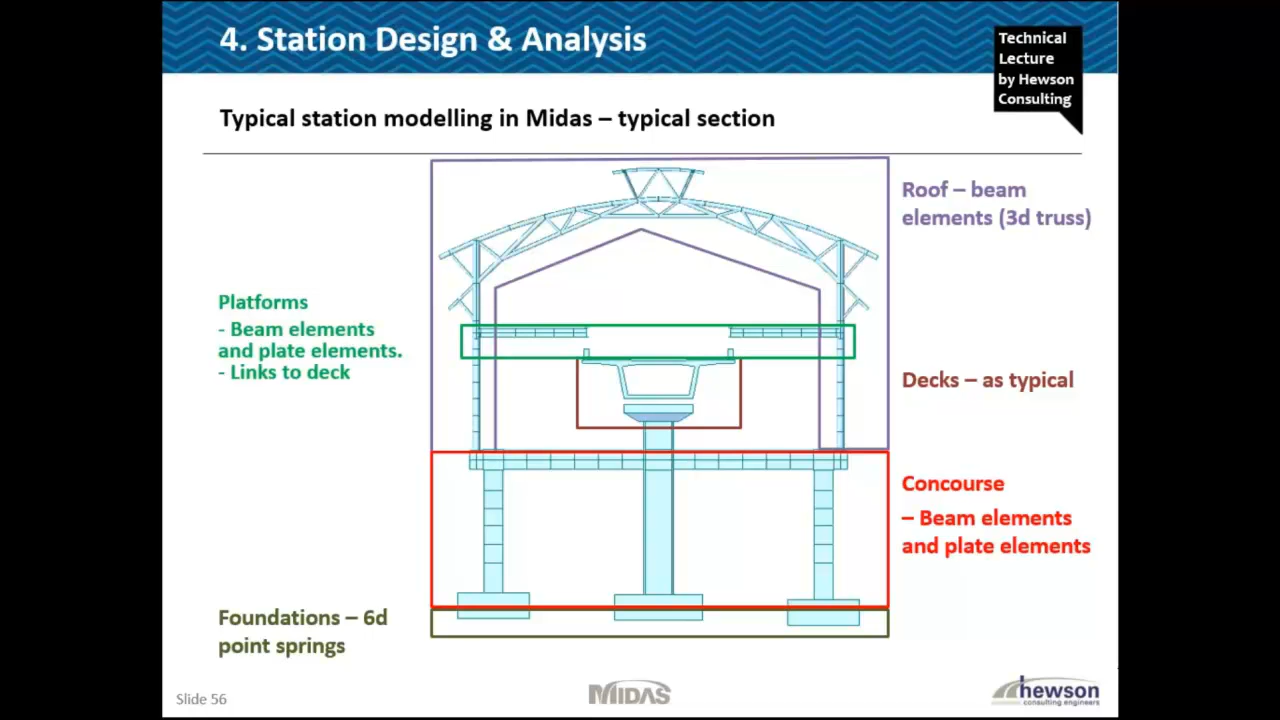 4. Station Design & Analysis
Technical
Lecture
by Hewson
Consulting
Typical station modelling in Midas – typical section
Roof – beam
elements (3d truss)
Platforms
- Beam elements
and plate elements.
- Links to deck
Decks – as typical
Concourse
– Beam elements
and plate elements
Foundations – 6d
point springs
Slide 56
MIDAS
hewson
consulting engineers